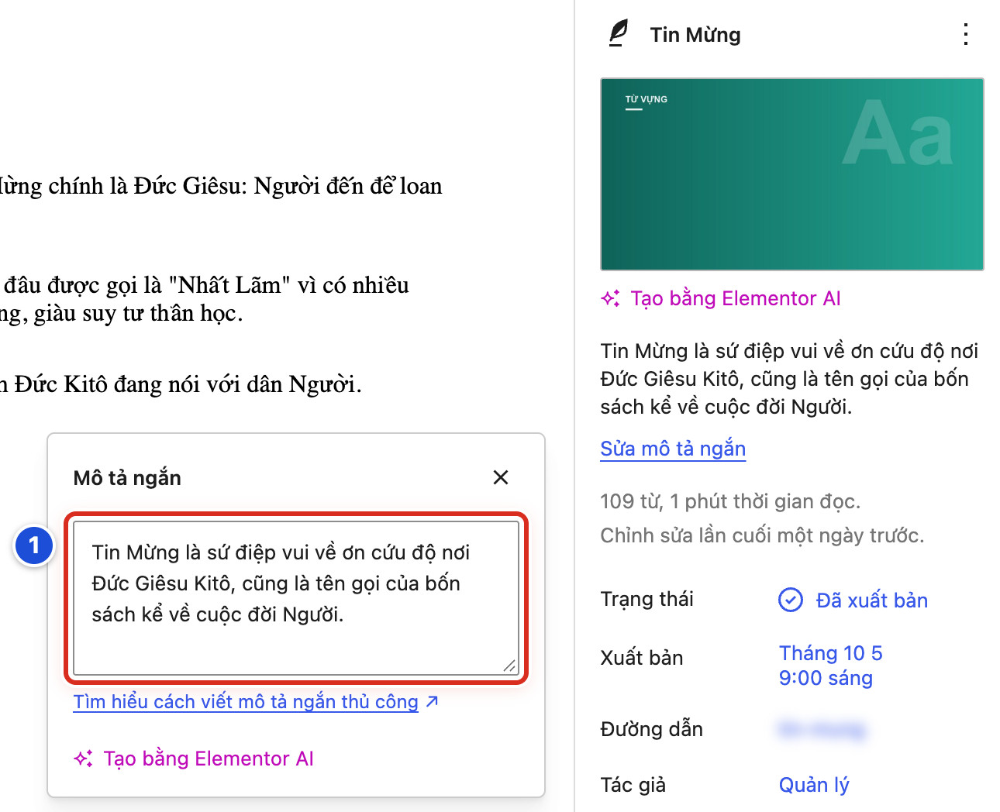 ừng chính là Đức Giêsu: Người đến để loan
đâu được gọi là "Nhất Lãm" vì có nhiều
ng, giàu suy tư thần học.
Đức Kitô đang nói với dân Người.
Mô tả ngắn
1
Tin Mừng là sứ điệp vui về ơn cứu độ nơi
Đức Giêsu Kitô, cũng là tên gọi của bốn
sách kể về cuộc đời Người.
Tìm hiểu cách viết mô tả ngắn thủ công ↗
Tạo bằng Elementor AI
Tin Mừng
TỪ VỰNG
Aa
Tạo bằng Elementor AI
Tin Mừng là sứ điệp vui về ơn cứu độ nơi
Đức Giêsu Kitô, cũng là tên gọi của bốn
sách kể về cuộc đời Người.
Sửa mô tả ngắn
109 từ, 1 phút thời gian đọc.
Chỉnh sửa lần cuối một ngày trước.
Trạng thái Đã xuất bản
Xuất bản Tháng 10 5
9:00 sáng
Đường dẫn
Tác giả Quản lý